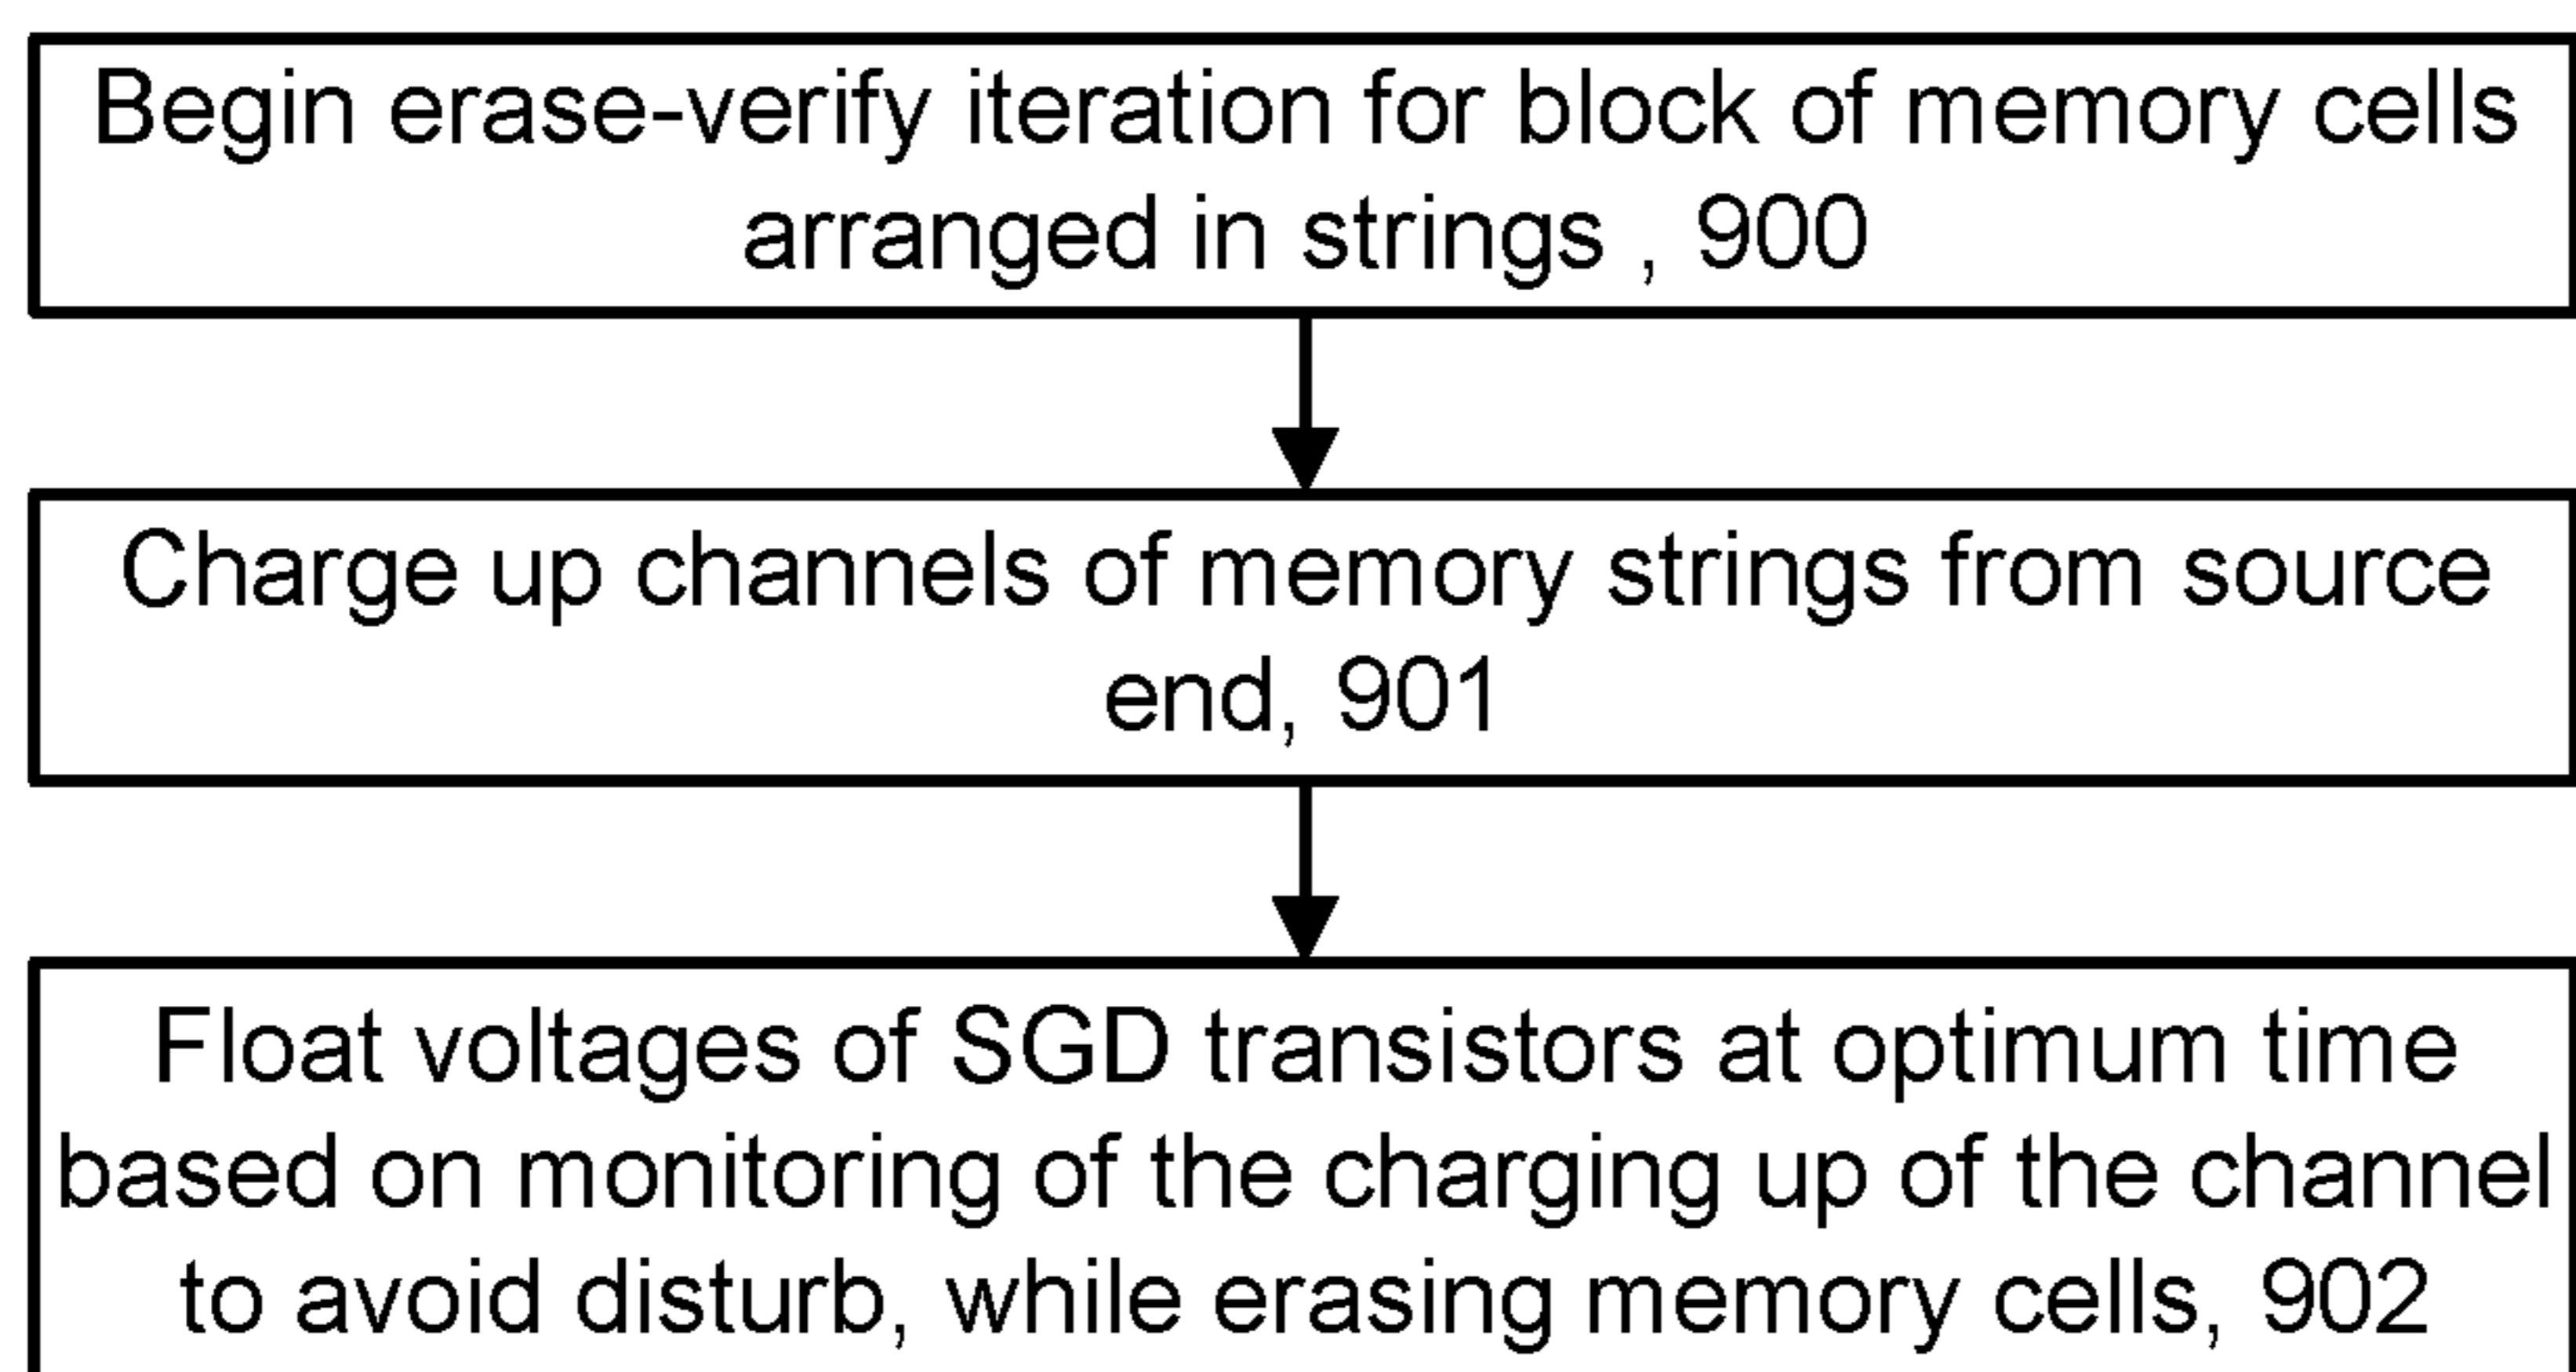 Begin erase-verify iteration for block of memory cells
arranged in strings , 900
Charge up channels of memory strings from source
end, 901
Float voltages of SGD transistors at optimum time
based on monitoring of the charging up of the channel
to avoid disturb, while erasing memory cells, 902